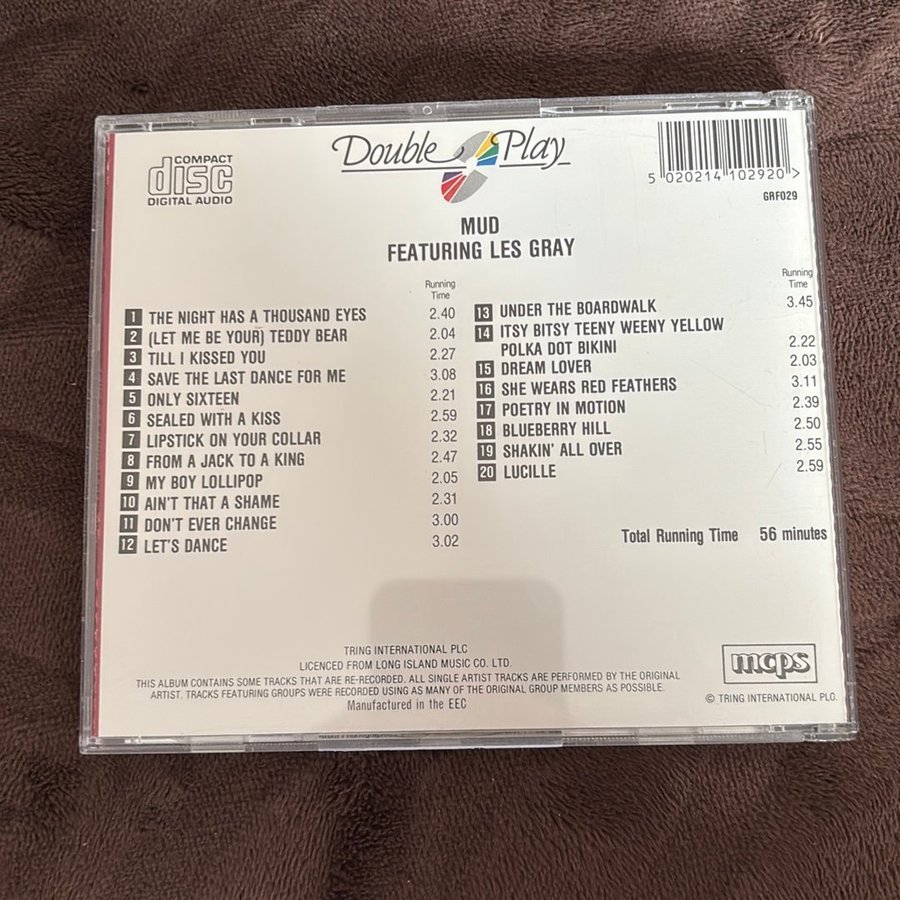 COMPACT
disc
DIGITAL AUDIO
Double Play
5 020214 102920 >
GRF029
MUD
FEATURING LES GRAY
Running
Time
1 THE NIGHT HAS A THOUSAND EYES 2.40
2 (LET ME BE YOUR) TEDDY BEAR 2.04
3 TILL I KISSED YOU 2.27
4 SAVE THE LAST DANCE FOR ME 3.08
5 ONLY SIXTEEN 2.21
6 SEALED WITH A KISS 2.59
7 LIPSTICK ON YOUR COLLAR 2.32
8 FROM A JACK TO A KING 2.47
9 MY BOY LOLLIPOP 2.05
10 AIN'T THAT A SHAME 2.31
11 DON'T EVER CHANGE 3.00
12 LET'S DANCE 3.02
Running
Time
13 UNDER THE BOARDWALK 3.45
14 ITSY BITSY TEENY WEENY YELLOW
POLKA DOT BIKINI 2.22
15 DREAM LOVER 2.03
16 SHE WEARS RED FEATHERS 3.11
17 POETRY IN MOTION 2.39
18 BLUEBERRY HILL 2.50
19 SHAKIN' ALL OVER 2.55
20 LUCILLE 2.59
Total Running Time 56 minutes
TRING INTERNATIONAL PLC
LICENCED FROM LONG ISLAND MUSIC CO. LTD.
THIS ALBUM CONTAINS SOME TRACKS THAT ARE RE-RECORDED. ALL SINGLE ARTIST TRACKS ARE PERFORMED BY THE ORIGINAL
ARTIST. TRACKS FEATURING GROUPS WERE RECORDED USING AS MANY OF THE ORIGINAL GROUP MEMBERS AS POSSIBLE.
Manufactured in the EEC
mcps
© TRING INTERNATIONAL PLC.